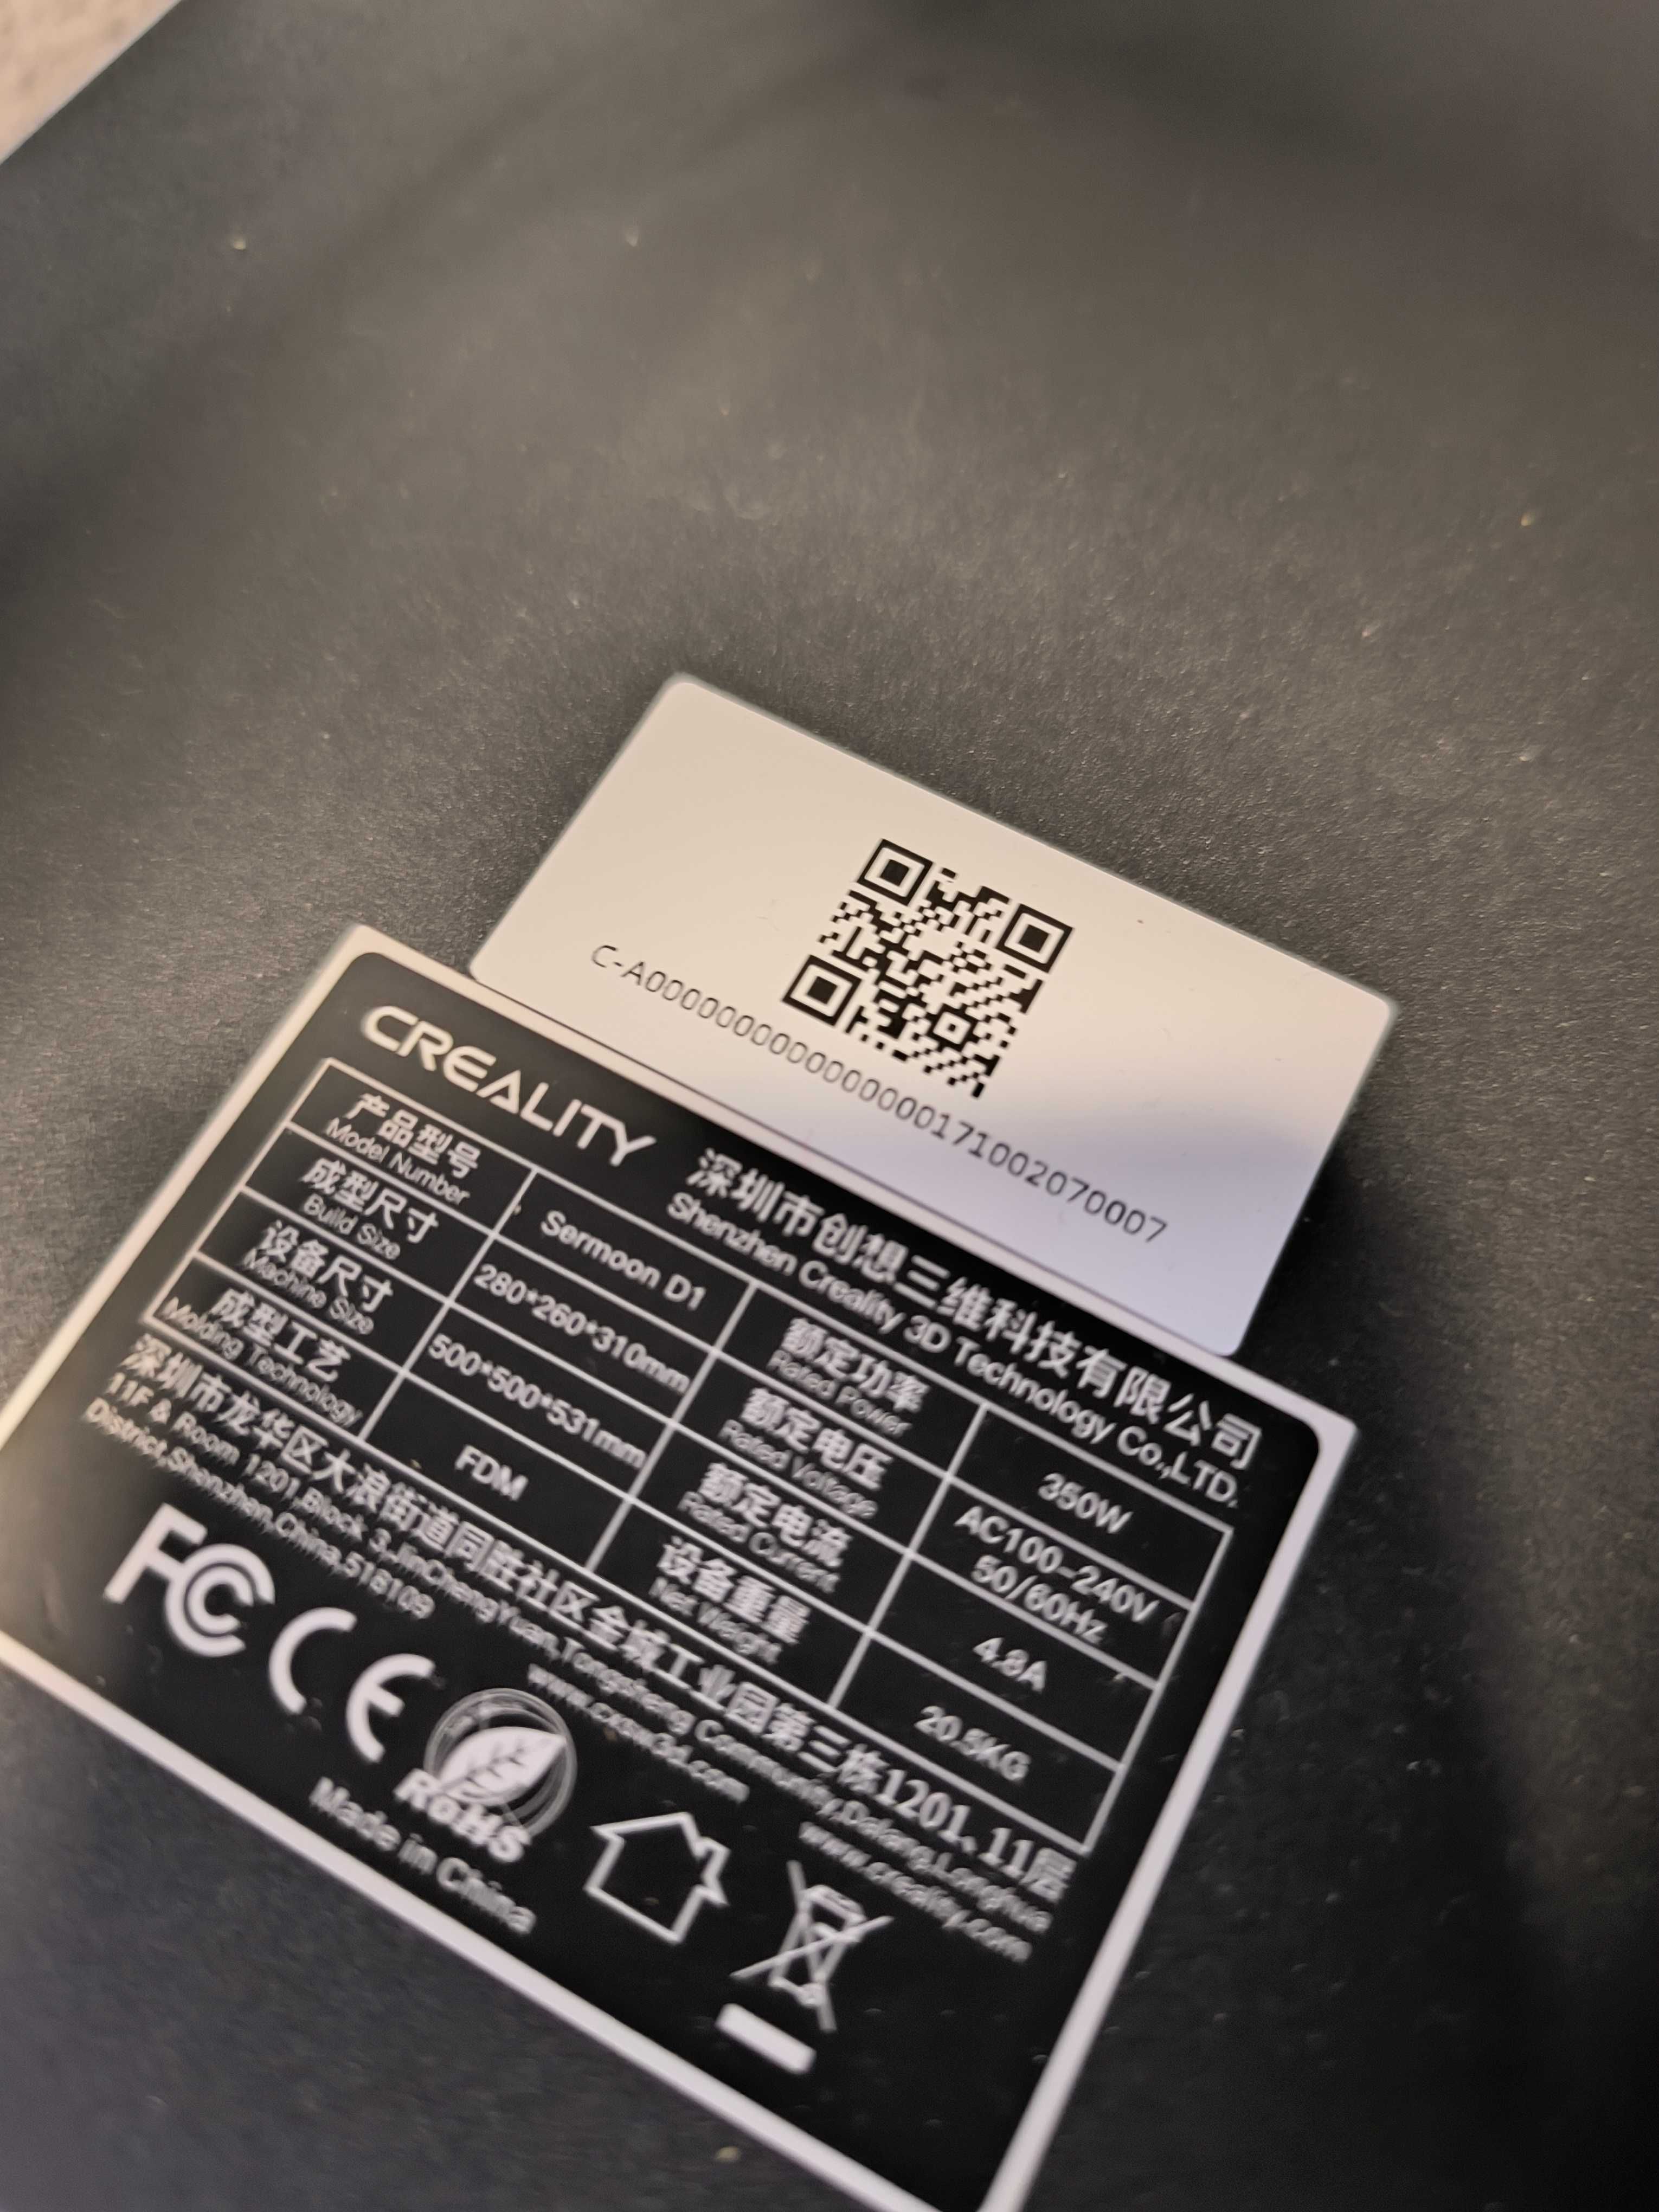 C-A0000000000000000171002070007
CREALITY
深圳市创想三维科技有限公司
Shenzhen Creality 3D Technology Co.,LTD.
产品型号
Model Number
Sermoon D1
额定功率
Rated Power
350W
成型尺寸
Build Size
280*260*310mm
额定电压
Rated Voltage
AC100-240V
50/60Hz
设备尺寸
Machine Size
500*500*531mm
额定电流
Rated Current
4.8A
成型工艺
Molding Technology
FDM
设备重量
Net Weight
20.5KG
深圳市龙华区大浪街道同胜社区全城工业园第三栋1201、11层
11F & Room 1201,Block 3,JinChengYuan,Tongsheng Community,Dalang,Longhua
District,Shenzhen,China,518109
www.cxsw3d.com
www.creality.com
FC CE
RoHS
Made in China